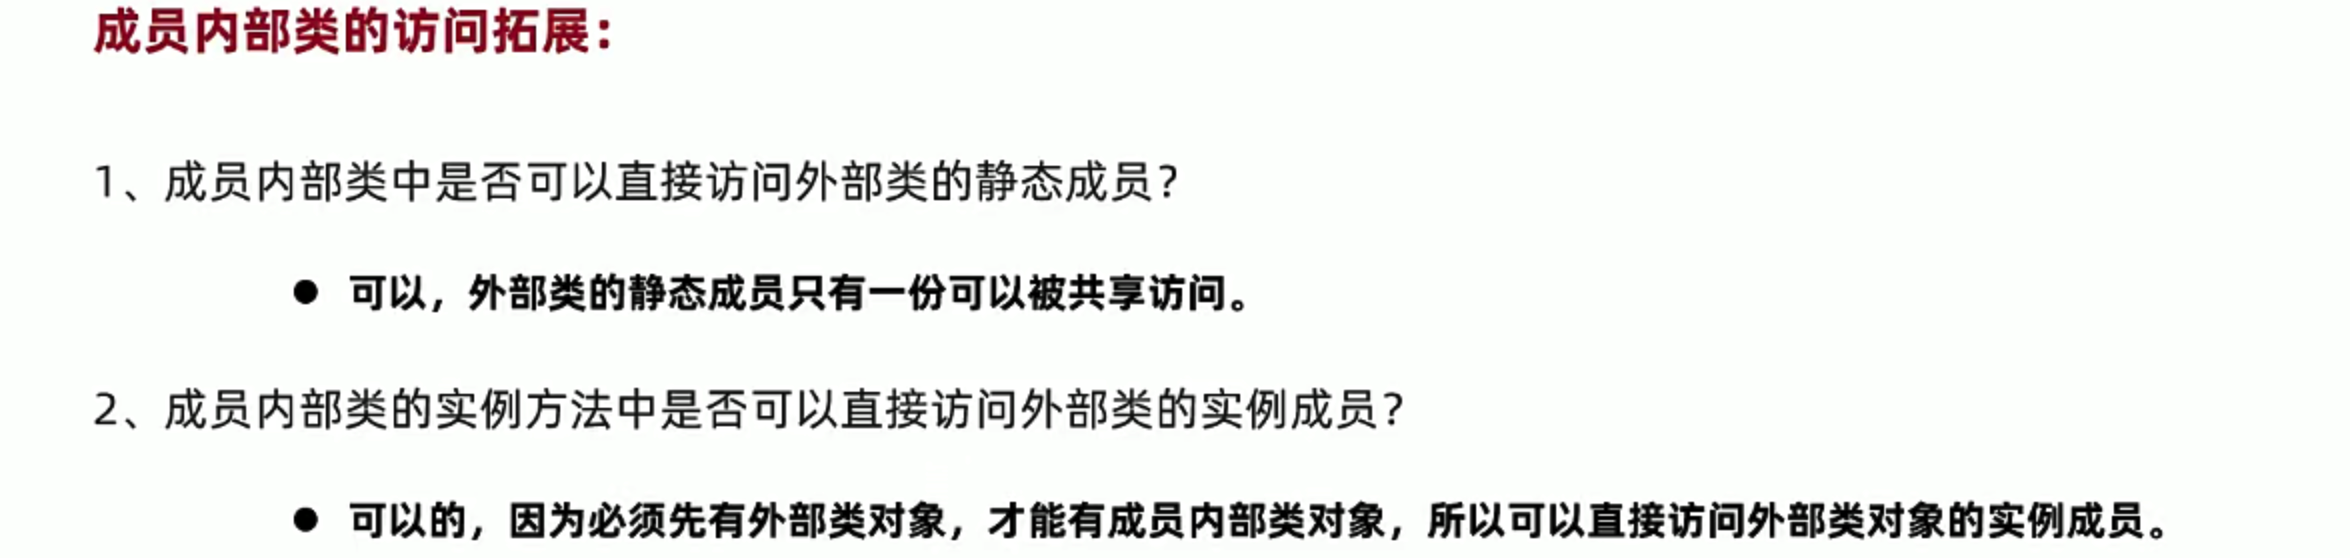 成员内部类的访问拓展：
1、成员内部类中是否可以直接访问外部类的静态成员？
● 可以，外部类的静态成员只有一份可以被共享访问。
2、成员内部类的实例方法中是否可以直接访问外部类的实例成员？
● 可以的，因为必须先有外部类对象，才能有成员内部类对象，所以可以直接访问外部类对象的实例成员。